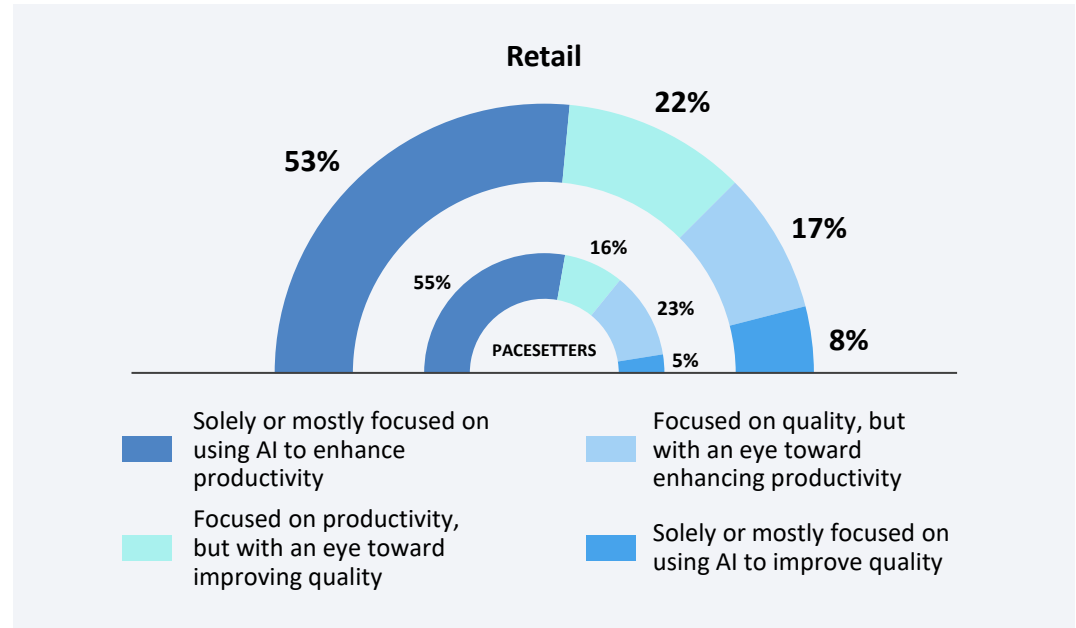 Retail
22%
53%
17%
16%
55%
23%
8%
PACESETTERS
5%
Solely or mostly focused on
using AI to enhance
productivity
Focused on productivity,
but with an eye toward
improving quality
Focused on quality, but
with an eye toward
enhancing productivity
Solely or mostly focused on
using AI to improve quality